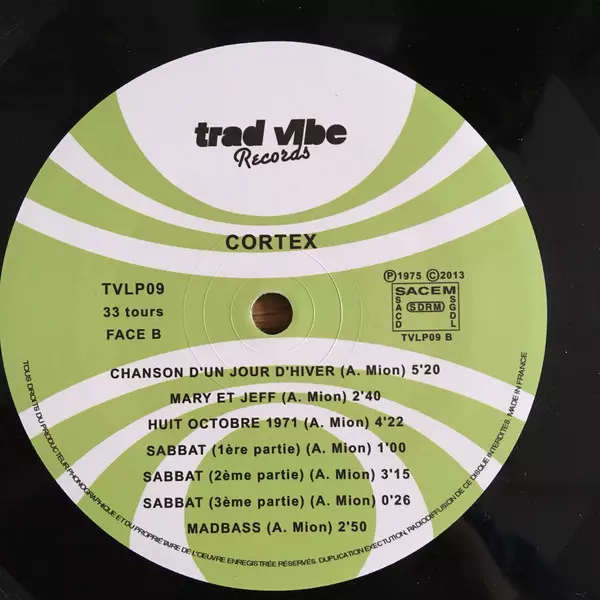 trad vibe
Records
CORTEX
TVLP09
33 tours
FACE B
Ⓟ1975 Ⓒ2013
SACEM
SACD
SDRM
SGDL
TVLP09 B
CHANSON D'UN JOUR D'HIVER (A. Mion) 5'20
MARY ET JEFF (A. Mion) 2'40
HUIT OCTOBRE 1971 (A. Mion) 4'22
SABBAT (1ère partie) (A. Mion) 1'00
SABBAT (2ème partie) (A. Mion) 3'15
SABBAT (3ème partie) (A. Mion) 0'26
MADBASS (A. Mion) 2'50
TOUS DROITS DU PRODUCTEUR PHONOGRAPHIQUE ET DU PROPRIÉTAIRE DE L'OEUVRE ENREGISTRÉE RÉSERVÉS. DUPLICATION EXECTUTION, RADIODIFFUSION DE CE DISQUE INTERDITES. MADE IN FRANCE